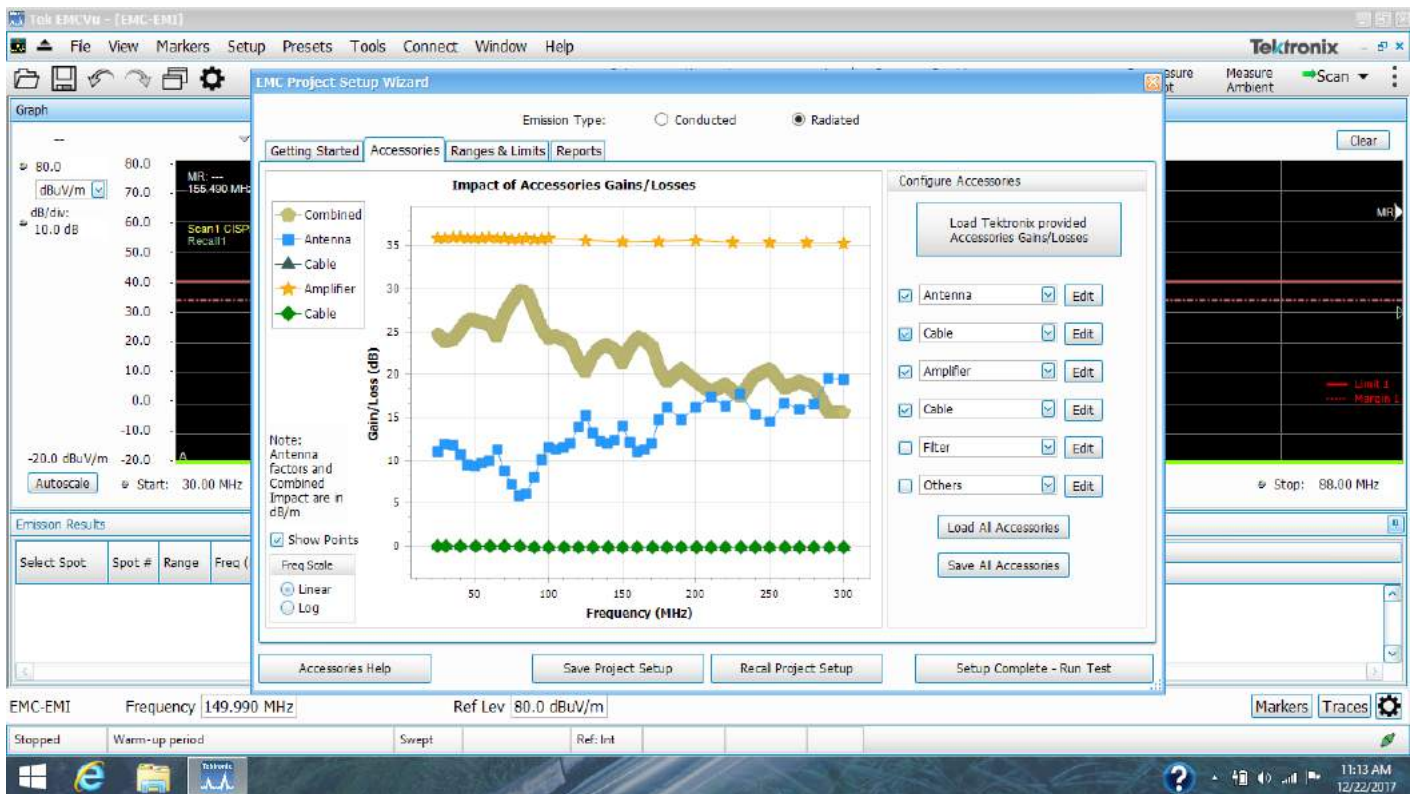 Tek EMCVu - [EMC-EMI]
File View Markers Setup Presets Tools Connect Window Help
Tektronix
Measure
Ambient
Scan
EMC Project Setup Wizard
Emission Type: Conducted Radiated
Getting Started Accessories Ranges & Limits Reports
Graph
--
80.0
dBuV/m
dB/div:
10.0 dB
80.0
70.0
60.0
50.0
40.0
30.0
20.0
10.0
0.0
-10.0
-20.0
-20.0 dBuV/m
MR: ---
155.490 MHz
Scan1 CISP
Recall1
A
Autoscale
Start: 30.00 MHz
Impact of Accessories Gains/Losses
Combined
Antenna
Cable
Amplifier
Cable
Gain/Loss (dB)
35
30
25
20
15
10
5
0
50 100 150 200 250 300
Frequency (MHz)
Note:
Antenna
factors and
Combined
Impact are in
dB/m
Show Points
Freq Scale
Linear
Log
Configure Accessories
Load Tektronix provided
Accessories Gains/Losses
Antenna Edit
Cable Edit
Amplifier Edit
Cable Edit
Filter Edit
Others Edit
Load All Accessories
Save All Accessories
Clear
MR
Limit 1
Margin 1
Stop: 88.00 MHz
Emission Results
Select Spot Spot # Range Freq (
Accessories Help Save Project Setup Recall Project Setup Setup Complete - Run Test
EMC-EMI Frequency 149.990 MHz Ref Lev 80.0 dBuV/m Markers Traces
Stopped Warm-up period Swept Ref: Int
Tektronix
11:13 AM
12/22/2017